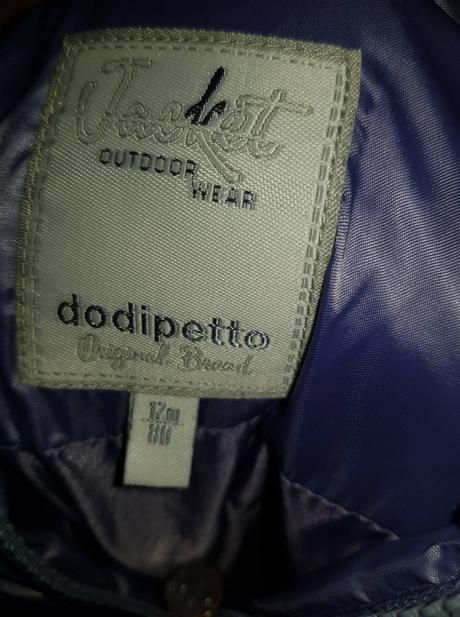 Jacket
OUTDOOR
WEAR
dodipetto
Original Brand
12m
80